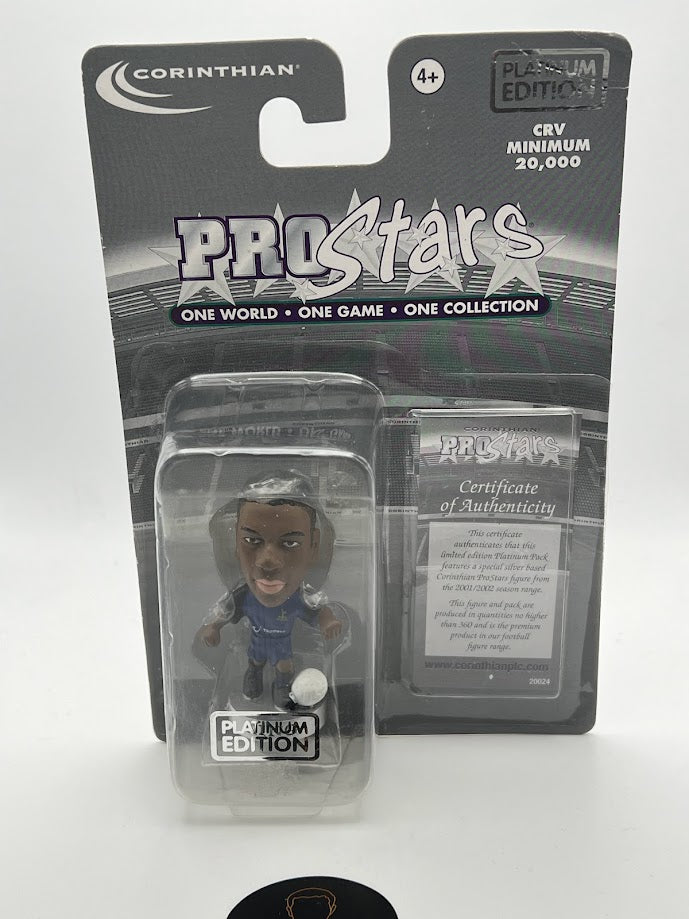 CORINTHIAN®
4+
PLATINUM
EDITION
CRV
MINIMUM
20,000
PROStars
ONE WORLD • ONE GAME • ONE COLLECTION
CORINTHIAN
PROStars
Certificate
of Authenticity
This certificate
authenticates that this
limited edition Platinum Pack
features a special silver based
Corinthian ProStars figure from
the 2001/2002 season range.
This figure and pack are
produced in quantities no higher
than 360 and is the premium
product in our football
figure range.
www.corinthianplc.com
20024
PLATINUM
EDITION